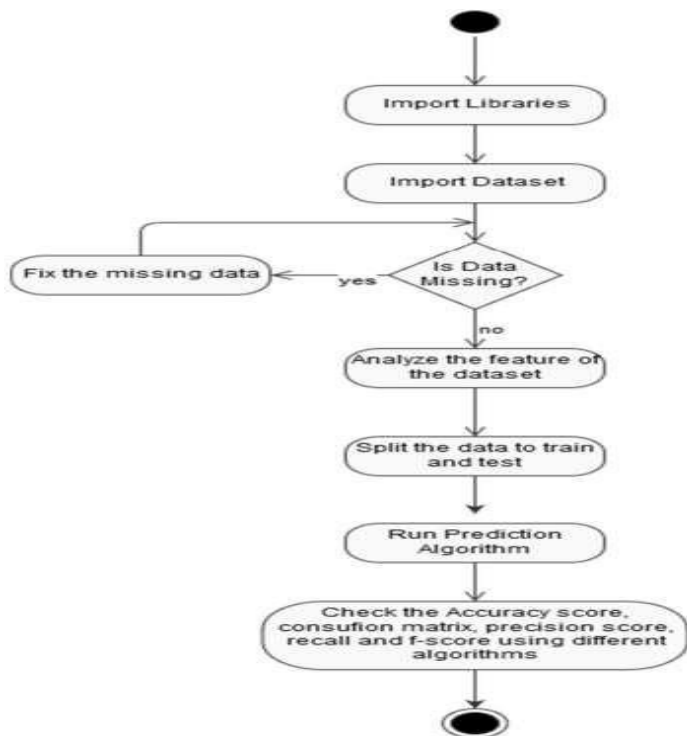 Import Libraries
Import Dataset
Is Data
Missing?
yes
Fix the missing data
no
Analyze the feature of
the dataset
Split the data to train
and test
Run Prediction
Algorithm
Check the Accuracy score,
consufion matrix, precision score,
recall and f-score using different
algorithms